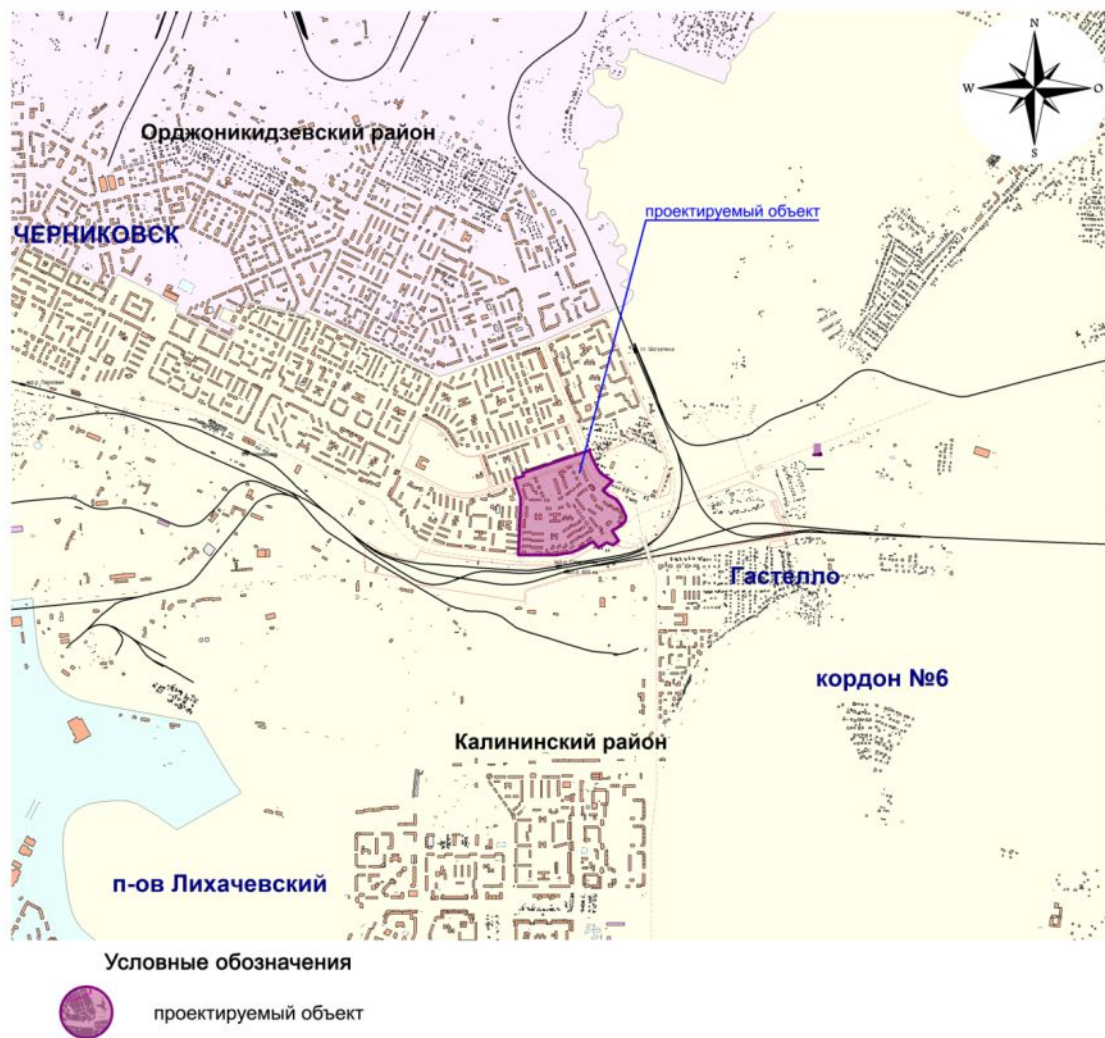 N
W
O
S
Орджоникидзевский район
проектируемый объект
ЧЕРНИКОВСК
Гастелло
кордон №6
Калининский район
п-ов Лихачевский
Условные обозначения
проектируемый объект